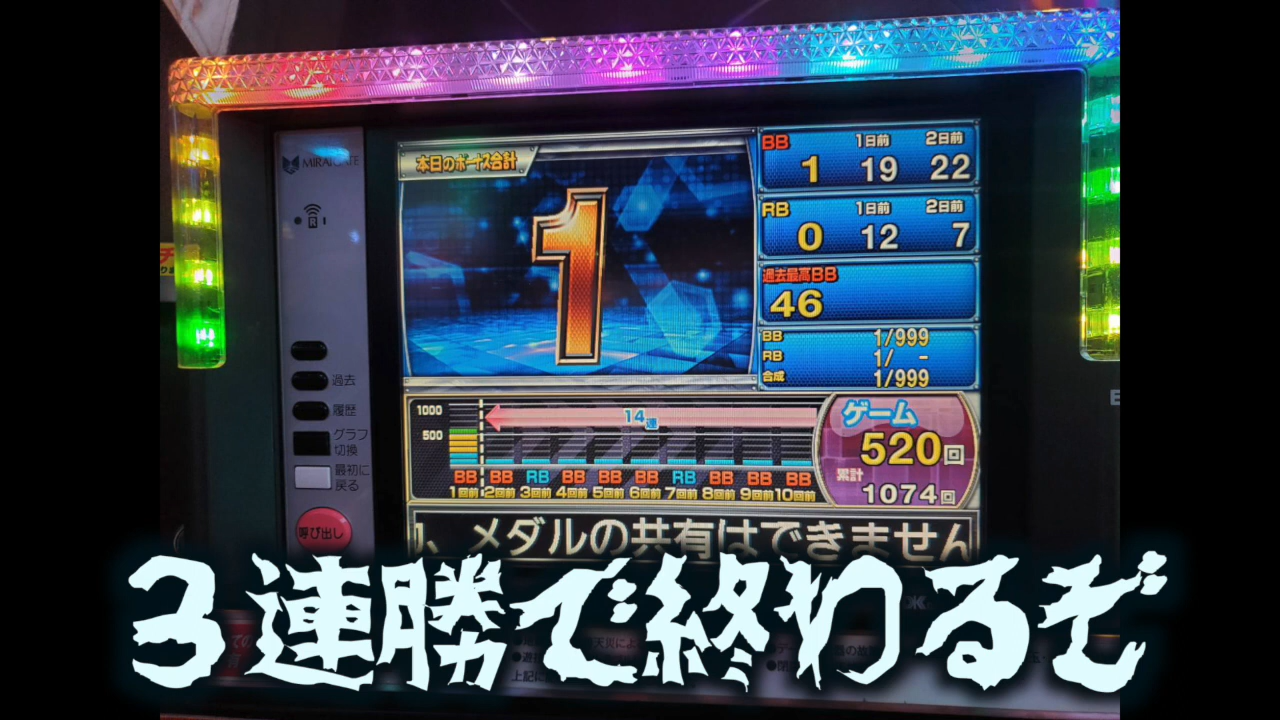 MIRAIGATE
R
過去
履歴
グラフ
切換
最初に
戻る
呼び出し
本日のボーナス合計
1
BB 1日前 2日前
1 19 22
RB 1日前 2日前
0 12 7
過去最高BB
46
BB 1/999
RB 1/ -
合成 1/999
1000
500
14連
BB BB RB BB BB BB RB BB BB BB
1回前 2回前 3回前 4回前 5回前 6回前 7回前 8回前 9回前 10回前
ゲーム
520回
累計
1074回
、メダルの共有はできません
3連勝で終わるぞ